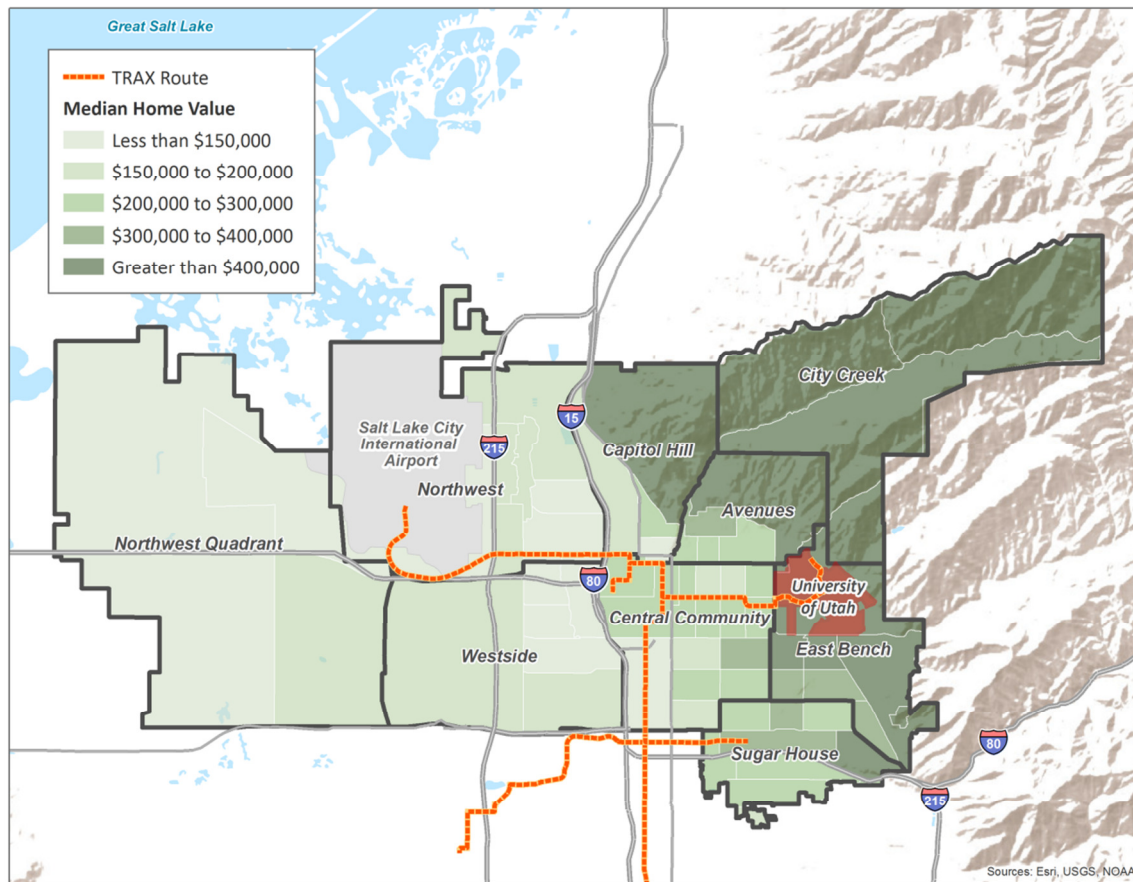 Great Salt Lake
TRAX Route
Median Home Value
Less than $150,000
$150,000 to $200,000
$200,000 to $300,000
$300,000 to $400,000
Greater than $400,000
City Creek
15
Salt Lake City
International
Airport
215
Capitol Hill
Northwest
Avenues
Northwest Quadrant
80
University
of Utah
Central Community
Westside
East Bench
Sugar House
80
215
Sources: Esri, USGS, NOAA